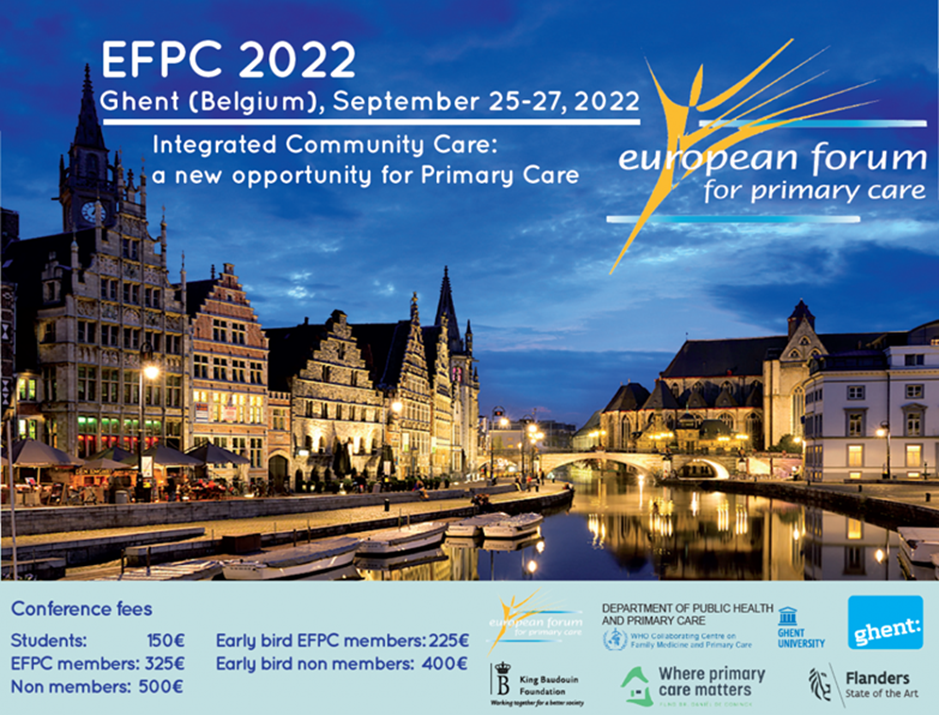 EFPC 2022
Ghent (Belgium), September 25-27, 2022
Integrated Community Care:
a new opportunity for Primary Care
european forum
for primary care
Conference fees
Students: 150€
EFPC members: 325€
Non members: 500€
Early bird EFPC members: 225€
Early bird non members: 400€
european forum
for primary care
DEPARTMENT OF PUBLIC HEALTH
AND PRIMARY CARE
WHO Collaborating Centre on
Family Medicine and Primary Care
GHENT
UNIVERSITY
ghent:
B
King Baudouin
Foundation
Working together for a better society
Where primary
care matters
Flanders
State of the Art